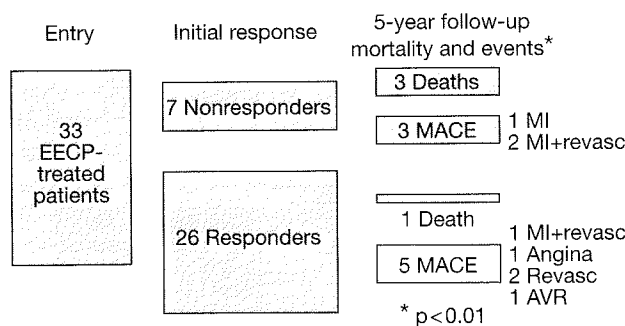 Entry
Initial response
5-year follow-up
mortality and events*
33
EECP-
treated
patients
7 Nonresponders
3 Deaths
3 MACE
1 MI
2 MI+revasc
26 Responders
1 Death
5 MACE
1 MI+revasc
1 Angina
2 Revasc
1 AVR
* p<0.01